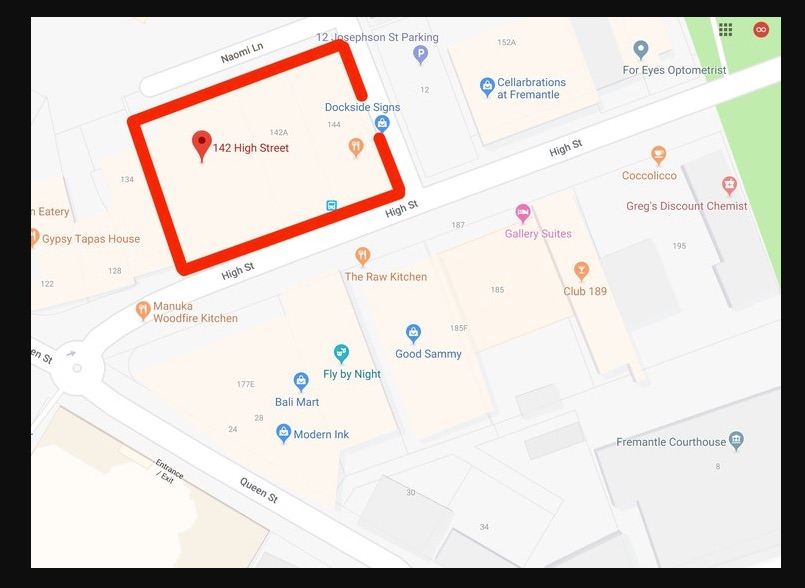 12 Josephson St Parking
Naomi Ln
152A
For Eyes Optometrist
Cellarbrations
at Fremantle
12
Dockside Signs
144
142A
142 High Street
High St
Coccolicco
134
Greg's Discount Chemist
n Eatery
High St
Gallery Suites
187
Gypsy Tapas House
195
High St
128
The Raw Kitchen
122
185
Club 189
Manuka
Woodfire Kitchen
185F
Good Sammy
en St
Fly by Night
177E
Bali Mart
28
24
Modern Ink
Fremantle Courthouse
8
Entrance
/ Exit
Queen St
30
34